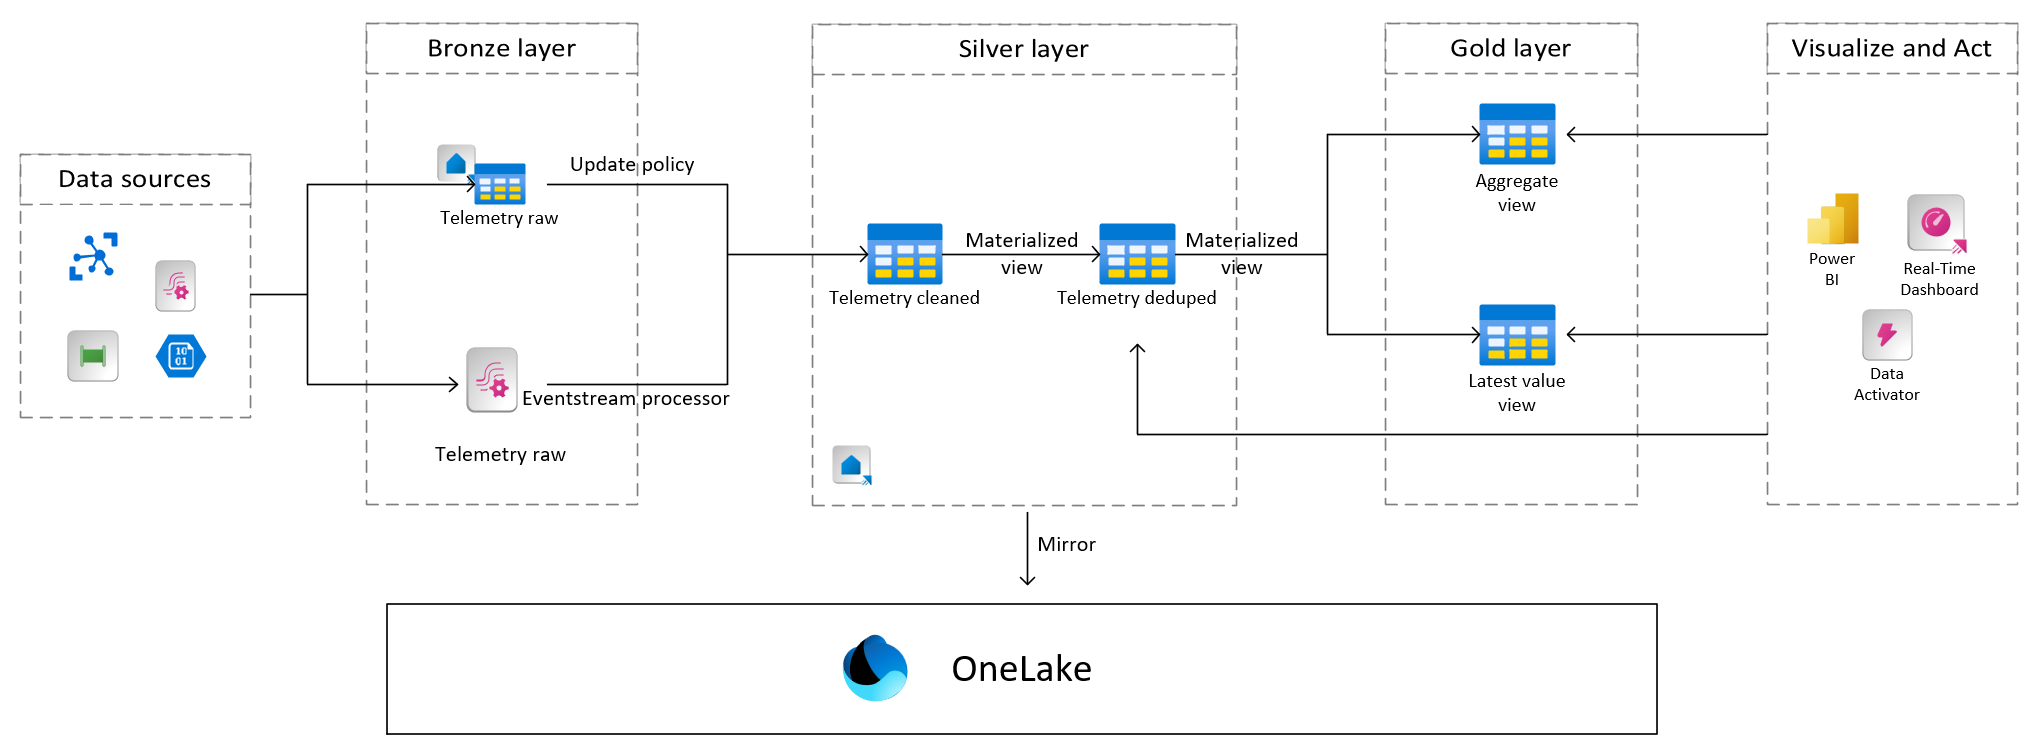 Data sources
Bronze layer
Telemetry raw
Update policy
Eventstream processor
Telemetry raw
Silver layer
Telemetry cleaned
Materialized
view
Telemetry deduped
Materialized
view
Gold layer
Aggregate
view
Latest value
view
Visualize and Act
Power
BI
Real-Time
Dashboard
Data
Activator
Mirror
OneLake
10
01